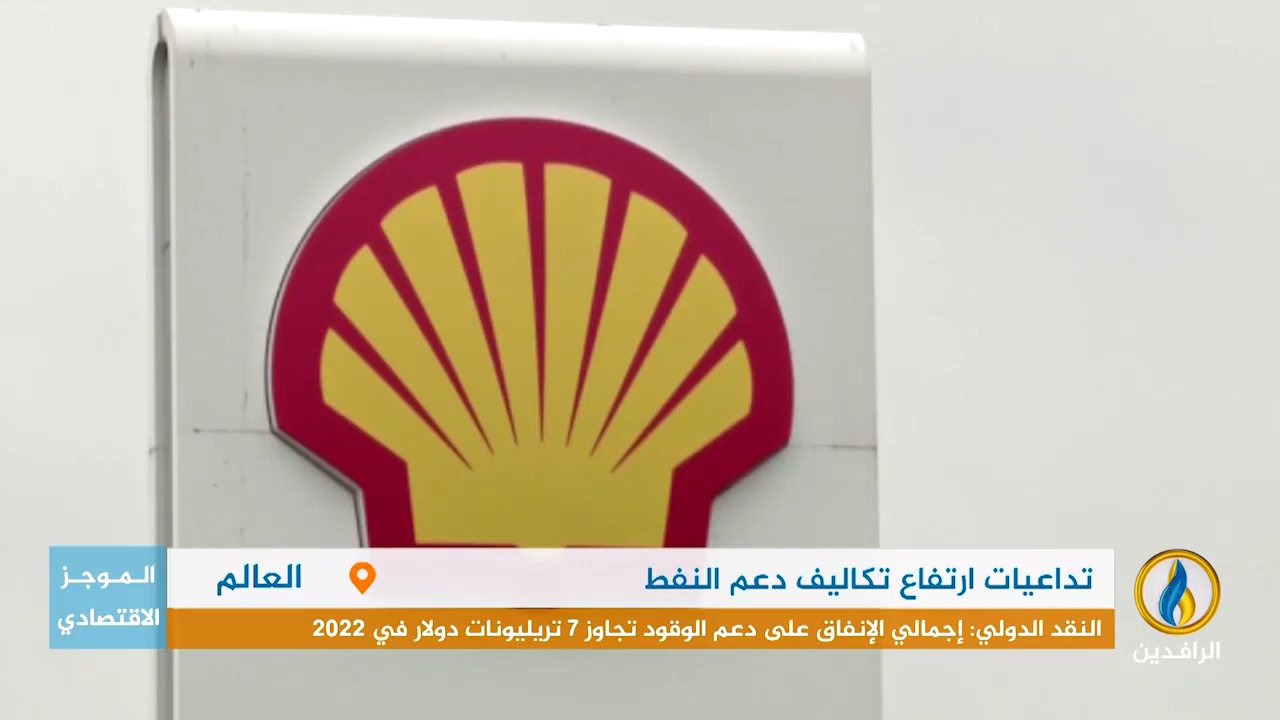 تداعيات ارتفاع تكاليف دعم النفط
العالم
النقد الدولي: إجمالي الإنفاق على دعم الوقود تجاوز 7 تريليونات دولار في 2022
الموجز
الاقتصادي
الرافدين